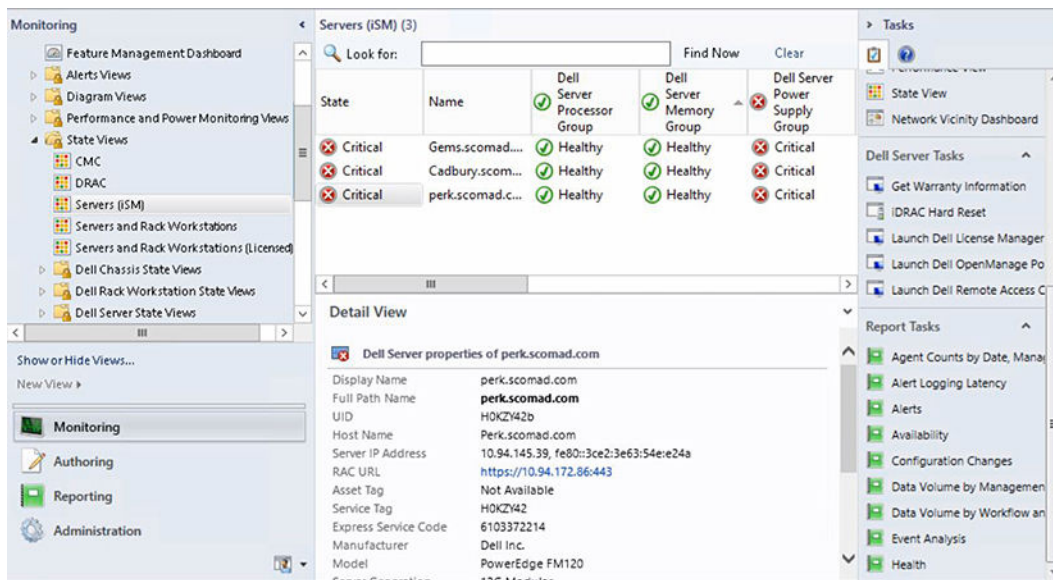 Monitoring
Feature Management Dashboard
Alerts Views
Diagram Views
Performance and Power Monitoring Views
State Views
CMC
DRAC
Servers (iSM)
Servers and Rack Workstations
Servers and Rack Workstations (Licensed)
Dell Chassis State Views
Dell Rack Workstation State Views
Dell Server State Views
Show or Hide Views...
New View
Monitoring
Authoring
Reporting
Administration
Servers (iSM) (3)
Look for:
Find Now
Clear
State
Name
Dell Server Processor Group
Dell Server Memory Group
Dell Server Power Supply Group
Critical Gems.scomad.... Healthy Healthy Critical
Critical Cadbury.scom... Healthy Healthy Critical
Critical perk.scomad.c... Healthy Healthy Critical
Detail View
Dell Server properties of perk.scomad.com
Display Name perk.scomad.com
Full Path Name perk.scomad.com
UID H0KZY42b
Host Name Perk.scomad.com
Server IP Address 10.94.145.39, fe80::3ce2:3e63:54e:e24a
RAC URL https://10.94.172.86:443
Asset Tag Not Available
Service Tag H0KZY42
Express Service Code 6103372214
Manufacturer Dell Inc.
Model PowerEdge FM120
Tasks
State View
Network Vicinity Dashboard
Dell Server Tasks
Get Warranty Information
iDRAC Hard Reset
Launch Dell License Manager
Launch Dell OpenManage Po
Launch Dell Remote Access C
Report Tasks
Agent Counts by Date, Mana
Alert Logging Latency
Alerts
Availability
Configuration Changes
Data Volume by Managemen
Data Volume by Workflow an
Event Analysis
Health